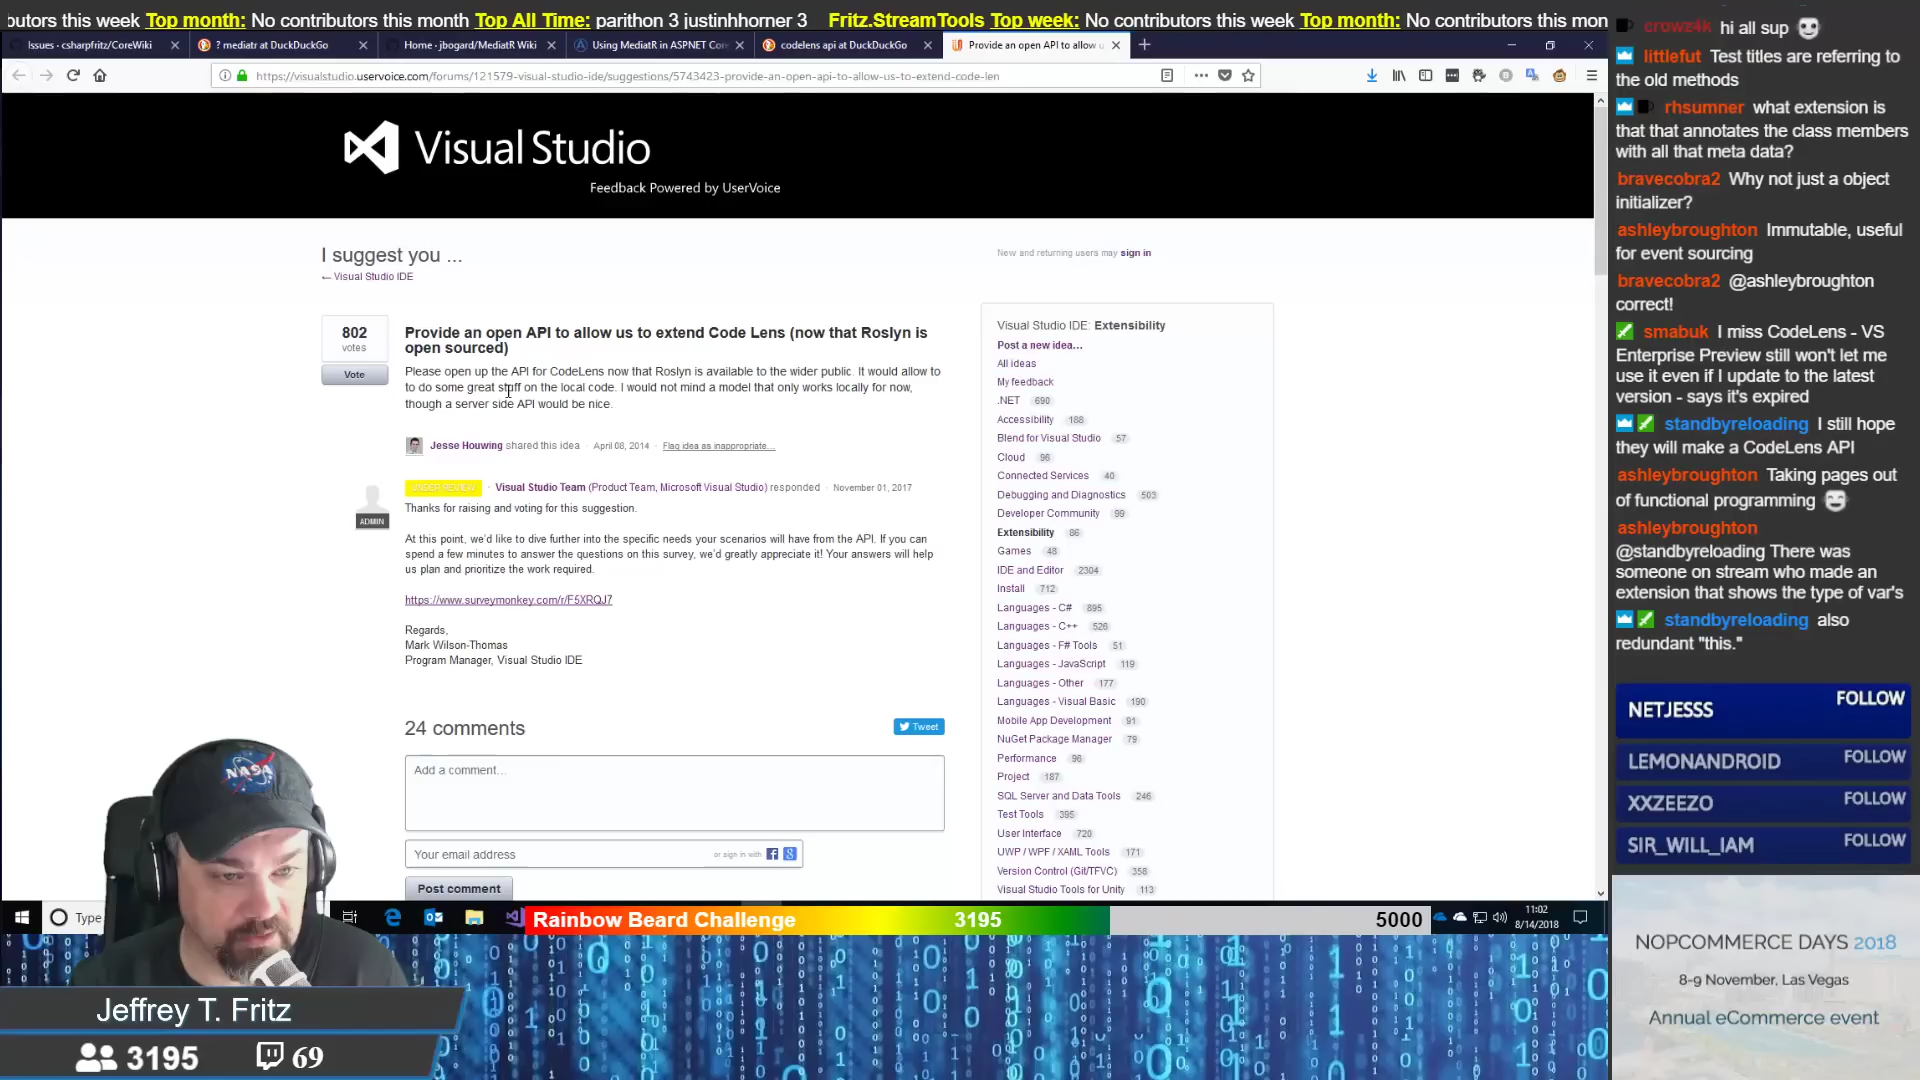 butors this week Top month: No contributors this month Top All Time: parithon 3 justinhhorner 3 Fritz.StreamTools Top week: No contributors this week Top month: No contributors this mon
Issues · csharpfritz/CoreWiki
? mediatr at DuckDuckGo
Home · jbogard/MediatR Wiki
Using MediatR in ASPNET Cor
codelens api at DuckDuckGo
Provide an open API to allow u
https://visualstudio.uservoice.com/forums/121579-visual-studio-ide/suggestions/5743423-provide-an-open-api-to-allow-us-to-extend-code-len
Visual Studio
Feedback Powered by UserVoice
I suggest you ...
← Visual Studio IDE
New and returning users may sign in
802
votes
Vote
Provide an open API to allow us to extend Code Lens (now that Roslyn is
open sourced)
Please open up the API for CodeLens now that Roslyn is available to the wider public. It would allow to
to do some great stuff on the local code. I would not mind a model that only works locally for now,
though a server side API would be nice.
Jesse Houwing shared this idea · April 08, 2014 · Flag idea as inappropriate…
ADMIN
UNDER REVIEW · Visual Studio Team (Product Team, Microsoft Visual Studio) responded · November 01, 2017
Thanks for raising and voting for this suggestion.
At this point, we'd like to dive further into the specific needs your scenarios will have from the API. If you can
spend a few minutes to answer the questions on this survey, we'd greatly appreciate it! Your answers will help
us plan and prioritize the work required.
https://www.surveymonkey.com/r/F5XRQJ7
Regards,
Mark Wilson-Thomas
Program Manager, Visual Studio IDE
24 comments
Tweet
Add a comment…
Your email address
or sign in with
Post comment
Visual Studio IDE: Extensibility
Post a new idea…
All ideas
My feedback
.NET 690
Accessibility 188
Blend for Visual Studio 57
Cloud 96
Connected Services 40
Debugging and Diagnostics 503
Developer Community 99
Extensibility 86
Games 48
IDE and Editor 2304
Install 712
Languages - C# 895
Languages - C++ 526
Languages - F# Tools 51
Languages - JavaScript 119
Languages - Other 177
Languages - Visual Basic 190
Mobile App Development 91
NuGet Package Manager 79
Performance 96
Project 187
SQL Server and Data Tools 246
Test Tools 395
User Interface 720
UWP / WPF / XAML Tools 171
Version Control (Git/TFVC) 358
Visual Studio Tools for Unity 113
crowz4k hi all sup
littlefut Test titles are referring to
the old methods
rhsumner what extension is
that that annotates the class members
with all that meta data?
bravecobra2 Why not just a object
initializer?
ashleybroughton Immutable, useful
for event sourcing
bravecobra2 @ashleybroughton
correct!
smabuk I miss CodeLens - VS
Enterprise Preview still won't let me
use it even if I update to the latest
version - says it's expired
standbyreloading I still hope
they will make a CodeLens API
ashleybroughton Taking pages out
of functional programming
ashleybroughton
@standbyreloading There was
someone on stream who made an
extension that shows the type of var's
standbyreloading also
redundant "this."
NETJESSS FOLLOW
LEMONANDROID FOLLOW
XXZEEZO FOLLOW
SIR_WILL_IAM FOLLOW
NASA
Type
Rainbow Beard Challenge 3195 5000
11:02
8/14/2018
NOPCOMMERCE DAYS 2018
8-9 November, Las Vegas
Annual eCommerce event
Jeffrey T. Fritz
3195 69